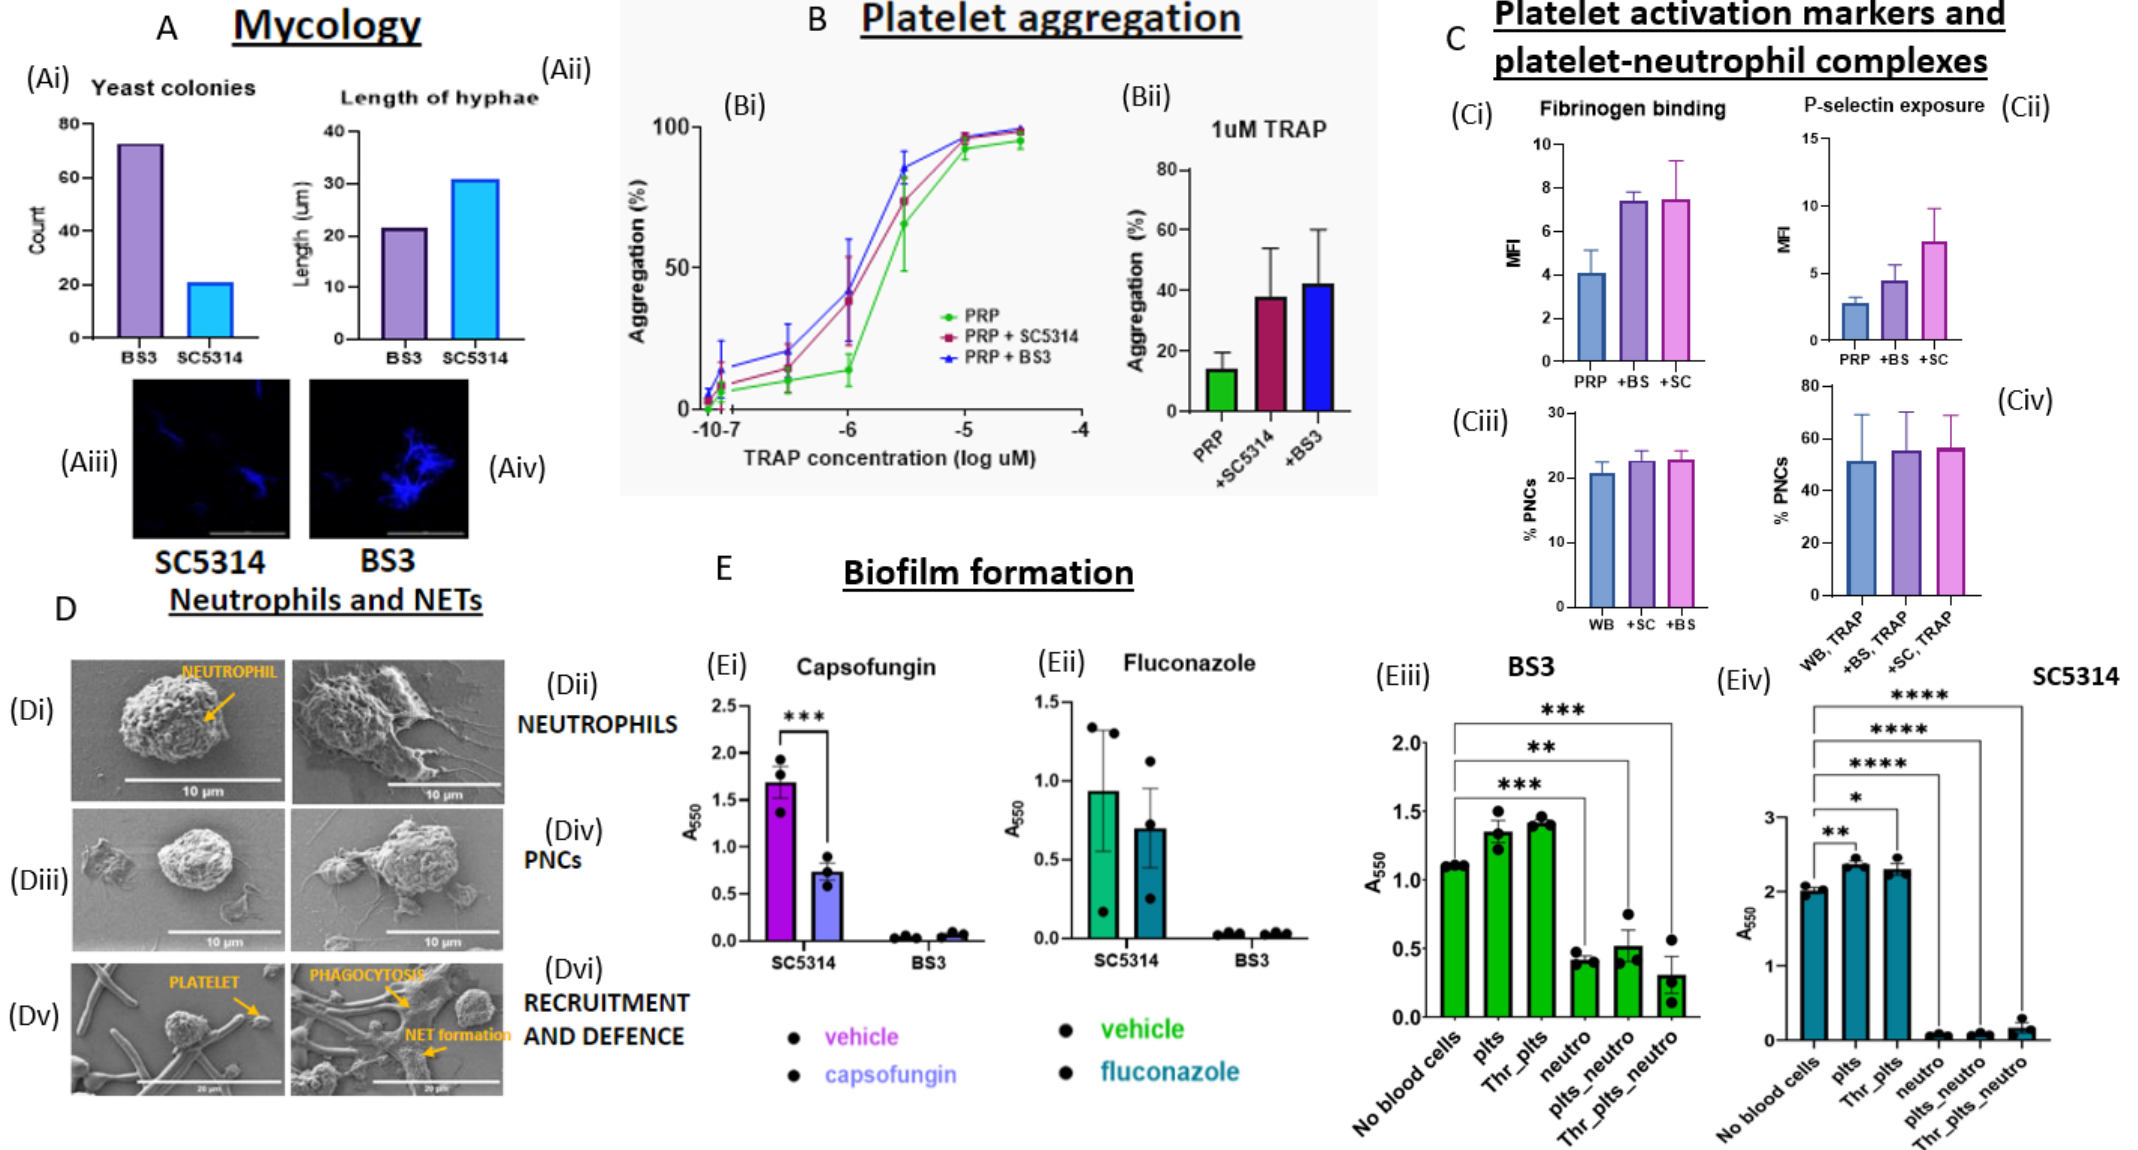 A
Mycology
(Ai)
Yeast colonies
Count
80
60
40
20
0
BS3
SC5314
(Aii)
Length of hyphae
Length (um)
40
30
20
10
0
BS3
SC5314
(Aiii)
SC5314
(Aiv)
BS3
B
Platelet aggregation
(Bi)
Aggregation (%)
100
50
0
-10
-7
-6
-5
-4
TRAP concentration (log uM)
PRP
PRP + SC5314
PRP + BS3
(Bii)
1uM TRAP
Aggregation (%)
80
60
40
20
0
PRP
+SC5314
+BS3
C
Platelet activation markers and
platelet-neutrophil complexes
(Ci)
Fibrinogen binding
MFI
10
8
6
4
2
0
PRP
+BS
+SC
(Cii)
P-selectin exposure
MFI
15
10
5
0
PRP
+BS
+SC
(Ciii)
% PNCs
30
20
10
0
WB
+SC
+BS
(Civ)
% PNCs
80
60
40
20
0
WB, TRAP
+BS, TRAP
+SC, TRAP
D
Neutrophils and NETs
(Di)
NEUTROPHIL
10 µm
(Dii)
10 µm
NEUTROPHILS
(Diii)
10 µm
(Div)
10 µm
PNCs
(Dv)
PLATELET
20 µm
(Dvi)
PHAGOCYTOSIS
NET formation
20 µm
RECRUITMENT
AND DEFENCE
E
Biofilm formation
(Ei)
Capsofungin
A550
2.5
2.0
1.5
1.0
0.5
0.0
***
SC5314
BS3
vehicle
capsofungin
(Eii)
Fluconazole
A550
1.5
1.0
0.5
0.0
SC5314
BS3
vehicle
fluconazole
(Eiii)
BS3
A550
2.0
1.5
1.0
0.5
0.0
***
**
***
No blood cells
plts
Thr_plts
neutro
plts_neutro
Thr_plts_neutro
(Eiv)
SC5314
A550
3
2
1
0
****
****
****
*
**
No blood cells
plts
Thr_plts
neutro
plts_neutro
Thr_plts_neutro